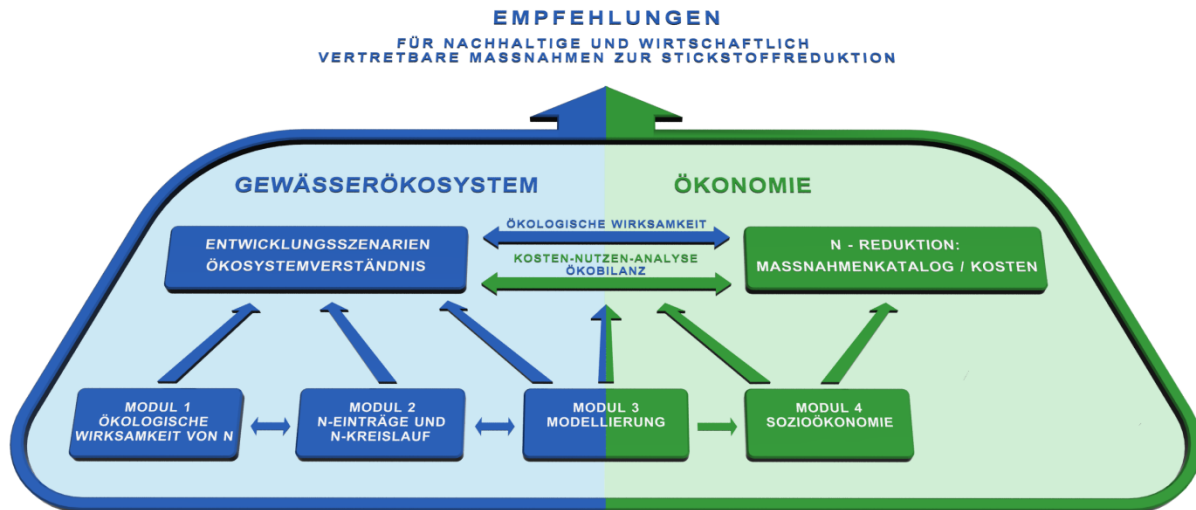 EMPFEHLUNGEN
FÜR NACHHALTIGE UND WIRTSCHAFTLICH
VERTRETBARE MASSNAHMEN ZUR STICKSTOFFREDUKTION
GEWÄSSERÖKOSYSTEM
ÖKONOMIE
ENTWICKLUNGSSZENARIEN
ÖKOSYSTEMVERSTÄNDNIS
ÖKOLOGISCHE WIRKSAMKEIT
KOSTEN-NUTZEN-ANALYSE
ÖKOBILANZ
N - REDUKTION:
MASSNAHMENKATALOG / KOSTEN
MODUL 1
ÖKOLOGISCHE
WIRKSAMKEIT VON N
MODUL 2
N-EINTRÄGE UND
N-KREISLAUF
MODUL 3
MODELLIERUNG
MODUL 4
SOZIOÖKONOMIE